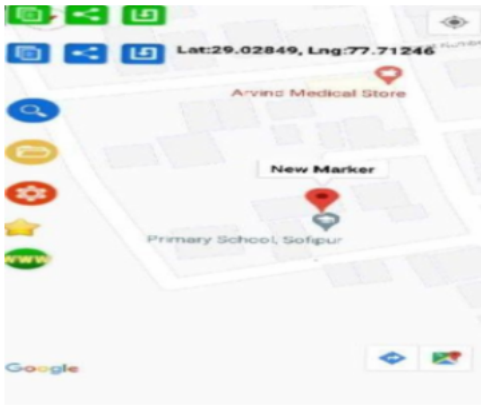 Lat:29.02849, Lng:77.71246
Arvind Medical Store
New Marker
Primary School, Sofipur
www
Google